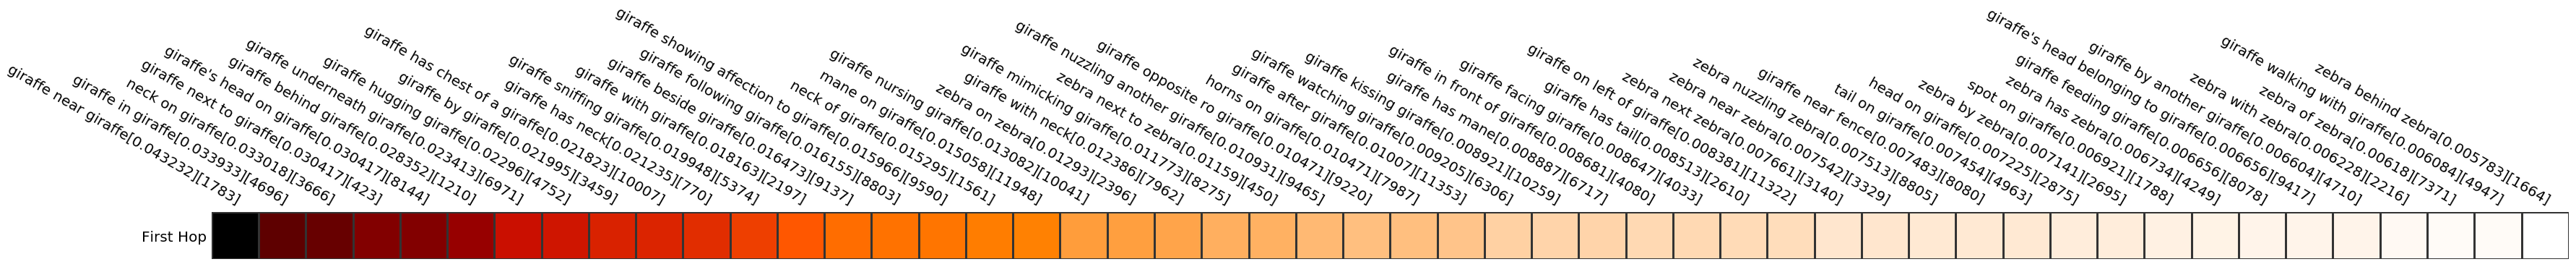 giraffe near giraffe[0.043232][1783]
giraffe in giraffe[0.03393][4696]
neck on giraffe[0.03301][3666]
giraffe next to giraffe[0.030417][423]
giraffe's head on giraffe[0.030417][8144]
giraffe behind giraffe[0.028352][1210]
giraffe underneath giraffe[0.023413][6971]
giraffe hugging giraffe[0.02296][4752]
giraffe by giraffe[0.021995][3459]
giraffe has chest of a giraffe[0.021823][10007]
giraffe has neck[0.021235][770]
giraffe sniffing giraffe[0.019948][5374]
giraffe with giraffe[0.018163][2197]
giraffe beside giraffe[0.016473][9137]
giraffe following giraffe[0.016155][8803]
giraffe showing affection to giraffe[0.015966][9590]
neck of giraffe[0.015295][1561]
mane on giraffe[0.015058][11948]
giraffe nursing giraffe[0.013082][10041]
zebra on zebra[0.01293][2396]
giraffe with neck[0.012386][7962]
giraffe mimicking giraffe[0.011773][8275]
zebra next to zebra[0.01159][450]
giraffe nuzzling another giraffe[0.010931][9465]
giraffe opposite ro giraffe[0.010471][9220]
horns on giraffe[0.010471][7987]
giraffe after giraffe[0.01007][11353]
giraffe watching giraffe[0.009205][6306]
giraffe kissing giraffe[0.008921][10259]
giraffe has mane[0.008887][6717]
giraffe in front of giraffe[0.008681][4080]
giraffe facing giraffe[0.008647][4033]
giraffe has tail[0.008513][2610]
giraffe on left of giraffe[0.008381][11322]
zebra next zebra[0.007661][3140]
zebra near zebra[0.007542][3329]
zebra nuzzling zebra[0.007513][8805]
giraffe near fence[0.007483][8080]
tail on giraffe[0.007454][4963]
head on giraffe[0.007225][2875]
zebra by zebra[0.007141][2695]
spot on giraffe[0.006921][1788]
zebra has zebra[0.006734][4249]
giraffe feeding giraffe[0.006656][8078]
giraffe's head belonging to giraffe[0.006656][9417]
giraffe by another giraffe[0.006604][4710]
zebra with zebra[0.006228][2216]
zebra of zebra[0.00618][7371]
giraffe walking with giraffe[0.006084][4947]
zebra behind zebra[0.005783][1664]
First Hop